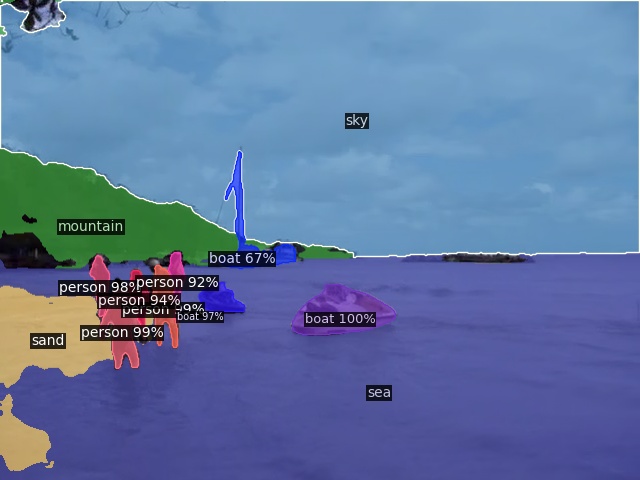 sky
mountain
boat 67%
person 92%
person 98%
person 94%
person 99%
boat 97%
boat 100%
person 99%
sand
sea